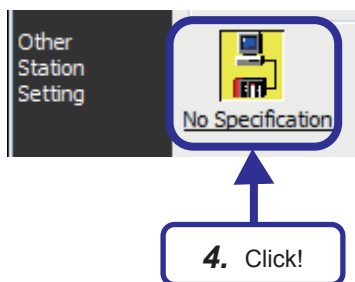 Other
Station
Setting
No Specification
4. Click!